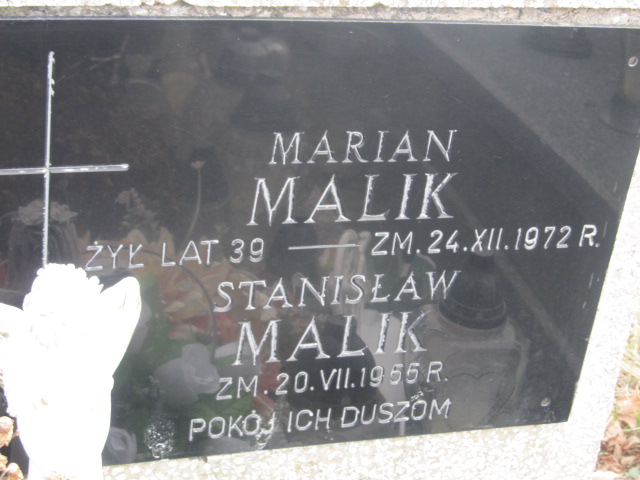 MARIAN
MALIK
ŻYŁ LAT 39 — ZM. 24.XII.1972 R.
STANISŁAW
MALIK
ZM. 20.VII.1955 R.
POKÓJ ICH DUSZOM